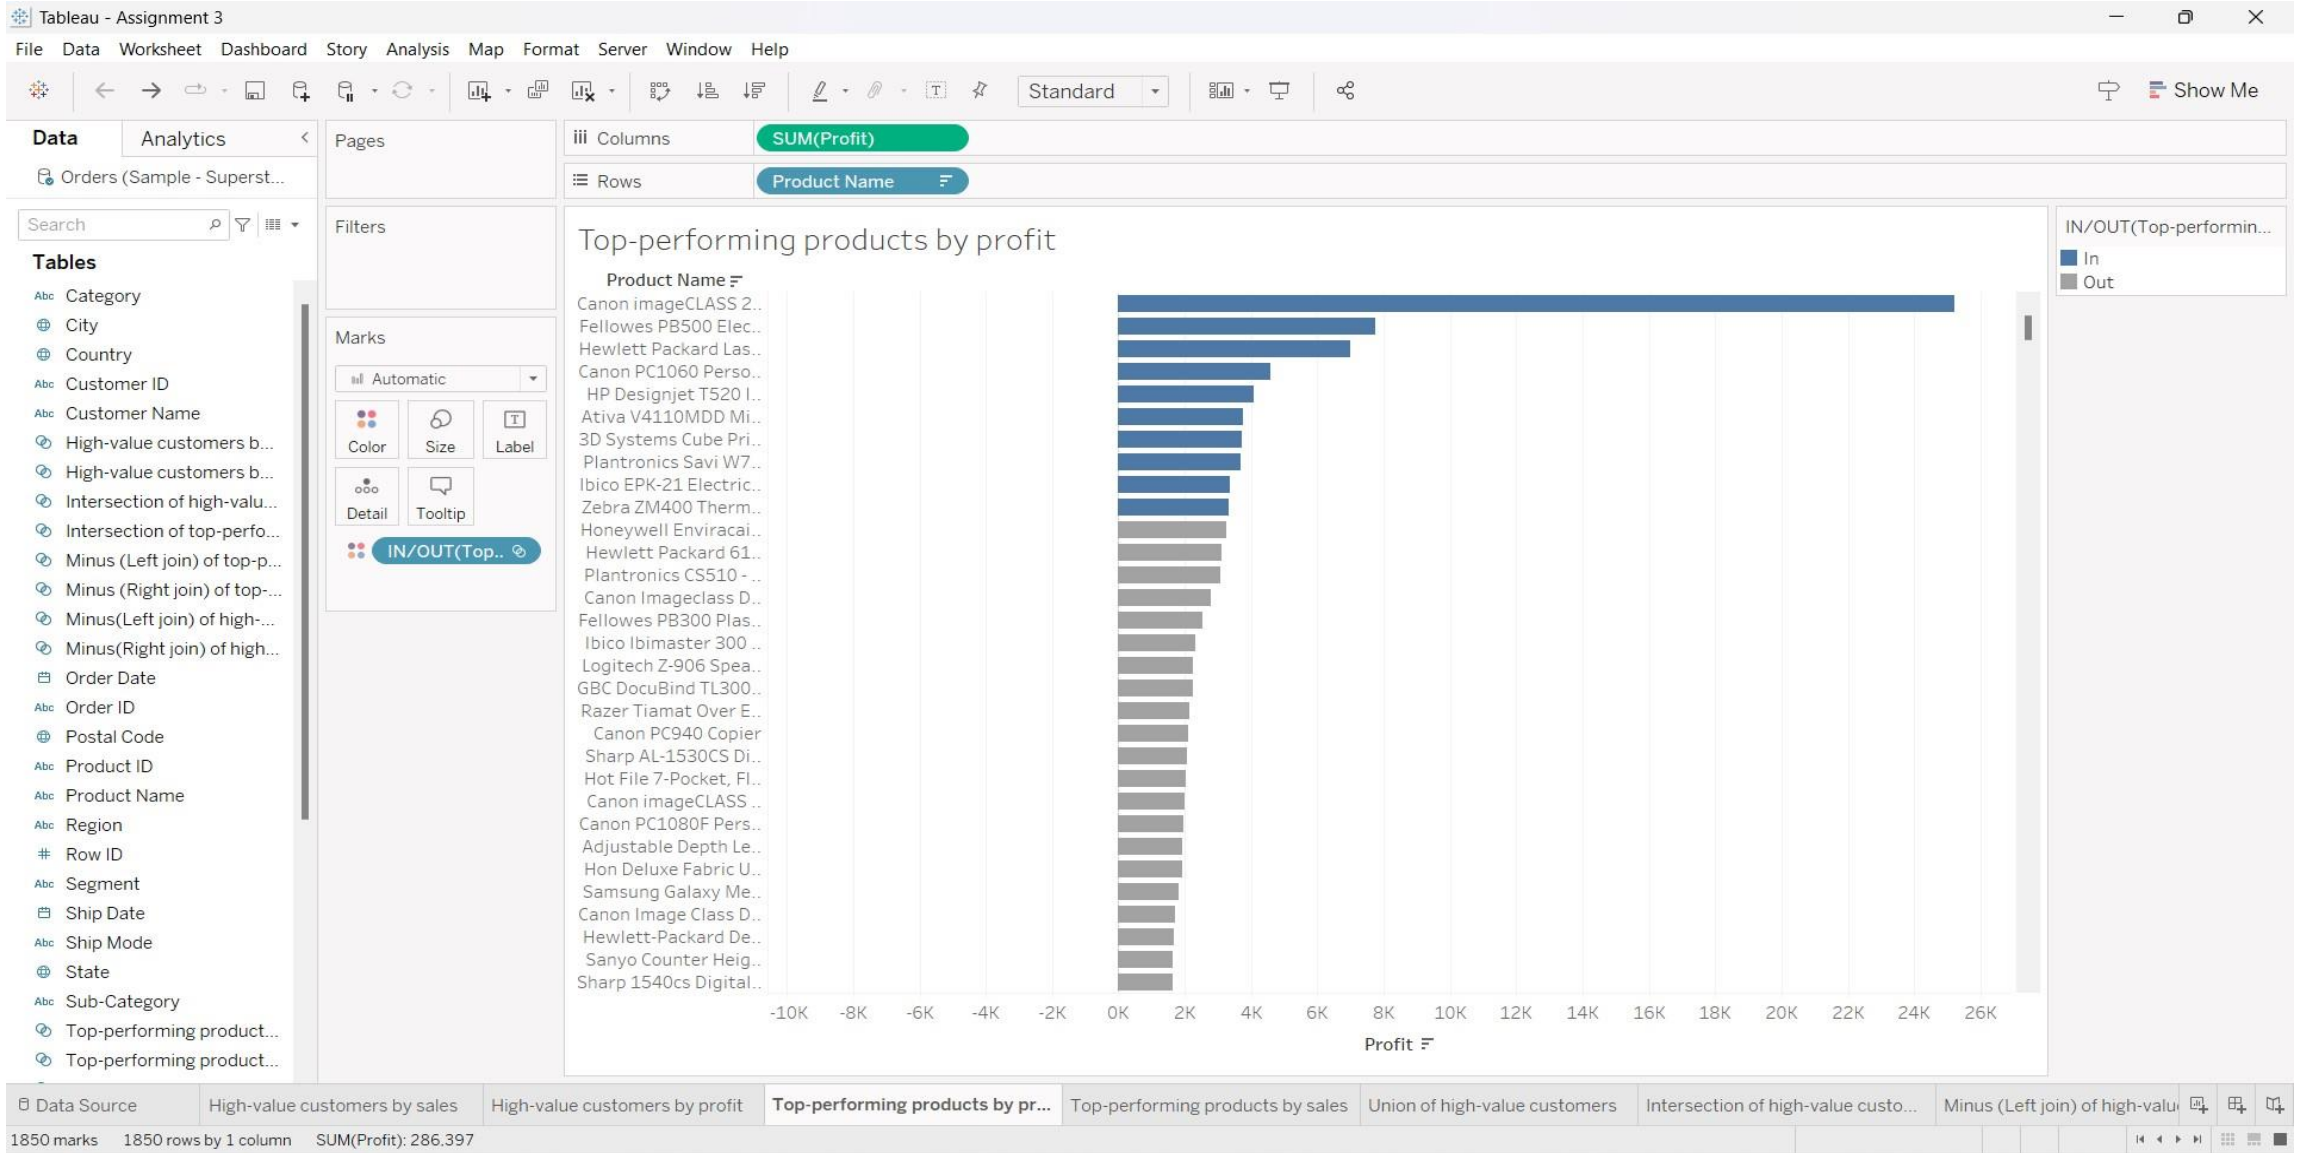 Tableau - Assignment 3
File Data Worksheet Dashboard Story Analysis Map Format Server Window Help
Standard
Show Me
Data Analytics
Orders (Sample - Superst...
Search
Tables
Abc Category
City
Country
Abc Customer ID
Abc Customer Name
High-value customers b...
High-value customers b...
Intersection of high-valu...
Intersection of top-perfo...
Minus (Left join) of top-p...
Minus (Right join) of top-...
Minus(Left join) of high-...
Minus(Right join) of high...
Order Date
Abc Order ID
Postal Code
Abc Product ID
Abc Product Name
Abc Region
# Row ID
Abc Segment
Ship Date
Abc Ship Mode
State
Abc Sub-Category
Top-performing product...
Top-performing product...
Pages
Filters
Marks
Automatic
Color Size Label
Detail Tooltip
IN/OUT(Top..
Columns SUM(Profit)
Rows Product Name
Top-performing products by profit
Product Name
Canon imageCLASS 2..
Fellowes PB500 Elec..
Hewlett Packard Las..
Canon PC1060 Perso..
HP Designjet T520 I..
Ativa V4110MDD Mi..
3D Systems Cube Pri..
Plantronics Savi W7..
Ibico EPK-21 Electric..
Zebra ZM400 Therm..
Honeywell Enviracai..
Hewlett Packard 61..
Plantronics CS510 - ..
Canon Imageclass D..
Fellowes PB300 Plas..
Ibico Ibimaster 300 ..
Logitech Z-906 Spea..
GBC DocuBind TL300..
Razer Tiamat Over E..
Canon PC940 Copier
Sharp AL-1530CS Di..
Hot File 7-Pocket, Fl..
Canon imageCLASS ..
Canon PC1080F Pers..
Adjustable Depth Le..
Hon Deluxe Fabric U..
Samsung Galaxy Me..
Canon Image Class D..
Hewlett-Packard De..
Sanyo Counter Heig..
Sharp 1540cs Digital..
-10K -8K -6K -4K -2K 0K 2K 4K 6K 8K 10K 12K 14K 16K 18K 20K 22K 24K 26K
Profit
IN/OUT(Top-performin...
In
Out
Data Source High-value customers by sales High-value customers by profit Top-performing products by pr... Top-performing products by sales Union of high-value customers Intersection of high-value custo... Minus (Left join) of high-valu
1850 marks 1850 rows by 1 column SUM(Profit): 286,397